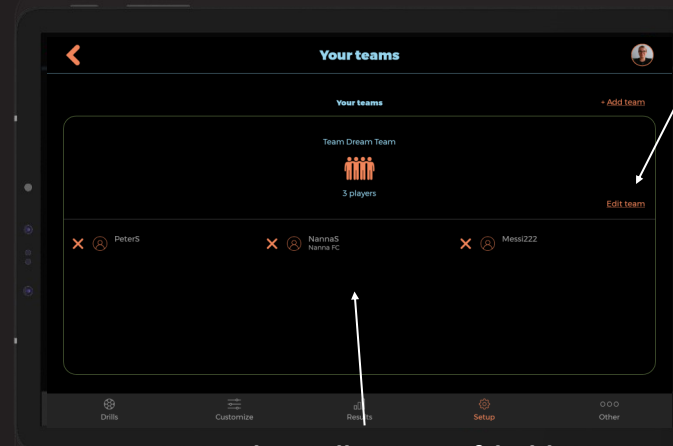 Your teams
Your teams
+ Add team
Team Dream Team
3 players
Edit team
PeterS
NannaS
Messi222
Nanna FC
Drills
Customize
Results
Setup
Other